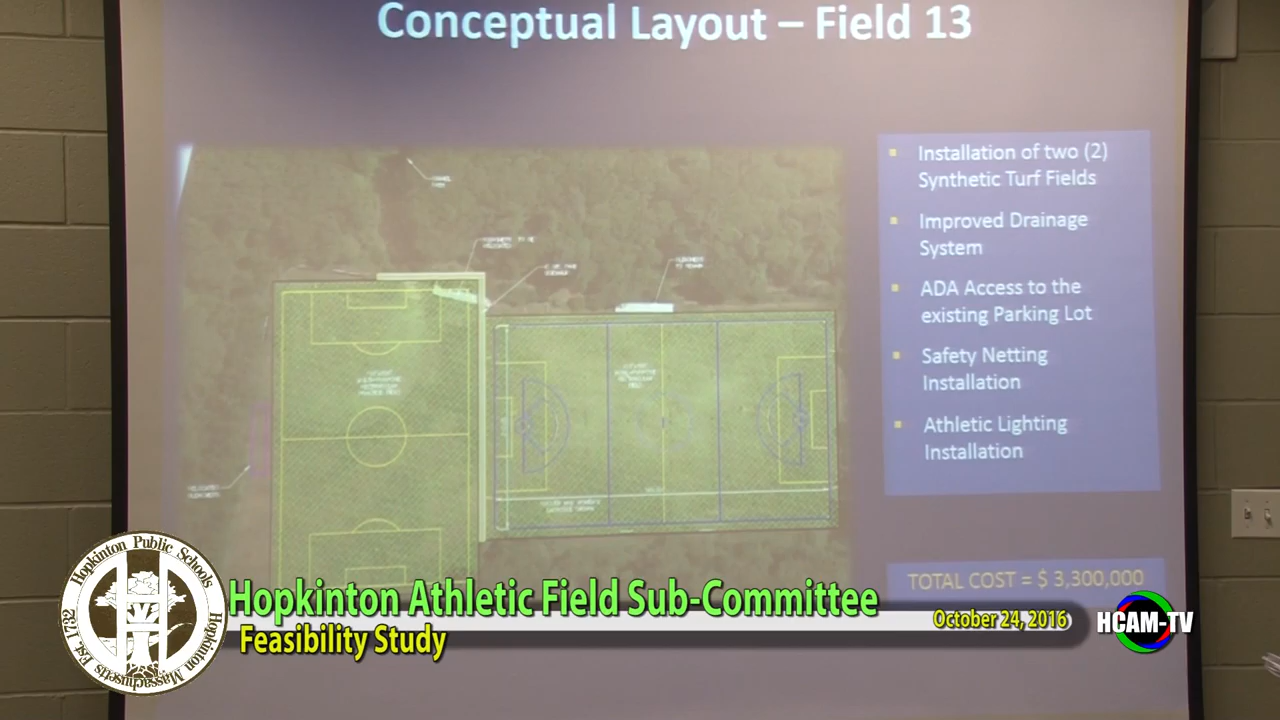 Conceptual Layout – Field 13
Installation of two (2)
Synthetic Turf Fields
Improved Drainage
System
ADA Access to the
existing Parking Lot
Safety Netting
Installation
Athletic Lighting
Installation
TOTAL COST = $ 3,300,000
Hopkinton Public Schools
Hopkinton Massachusetts Est. 1732
H
Hopkinton Athletic Field Sub-Committee
Feasibility Study
October 24, 2016
HCAM-TV